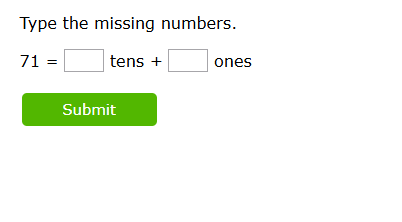 Type the missing numbers.
71 = tens + ones
Submit